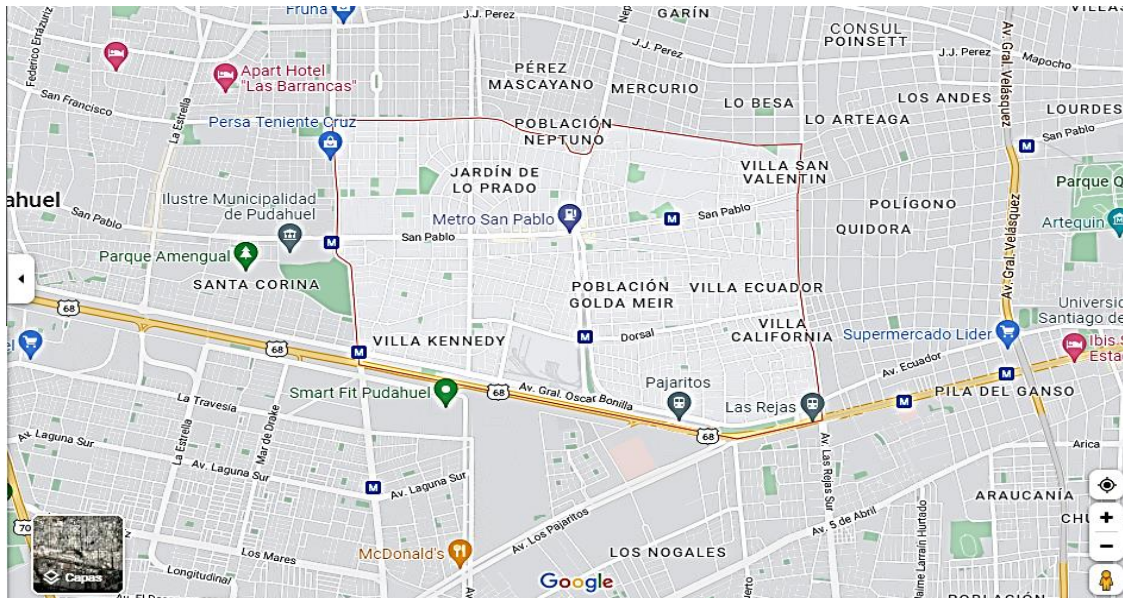 Fruna
GARÍN
CONSUL
POINSETT
J.J. Perez
J.J. Perez
Mapocho
Federico Errázuriz
Apart Hotel
"Las Barrancas"
PÉREZ
MASCAYANO
MERCURIO
LO BESA
LOS ANDES
LOURDES
Av. Gral. Velásquez
San Francisco
La Estrella
Persa Teniente Cruz
POBLACIÓN
NEPTUNO
LO ARTEAGA
San Pablo
M
JARDÍN DE
LO PRADO
VILLA SAN
VALENTIN
Parque Q
ahuel
Ilustre Municipalidad
de Pudahuel
Metro San Pablo
M
San Pablo
POLÍGONO
QUIDORA
Artequin
San Pablo
M
San Pablo
Parque Amengual
SANTA CORINA
POBLACIÓN
GOLDA MEIR
VILLA ECUADOR
Av. Gral. Velásquez
68
68
M
VILLA KENNEDY
M
Dorsal
VILLA
CALIFORNIA
Supermercado Lider
Universid
Santiago de
Ibis S
Esta
Av. Ecuador
M
Smart Fit Pudahuel
68
Av. Gral. Oscar Bonilla
Pajaritos
Las Rejas
M
PILA DEL GANSO
La Travesía
68
La Estrella
Mar de Drake
Av. Laguna Sur
Av. Laguna Sur
M
Av. Las Rejas Sur
Arica
ARAUCANÍA
70
Capas
Los Mares
Longitudinal
McDonald's
Av. Los Pajaritos
LOS NOGALES
Av. 5 de Abril
Jaime Larraín Hurtado
Google
POBLACIÓN